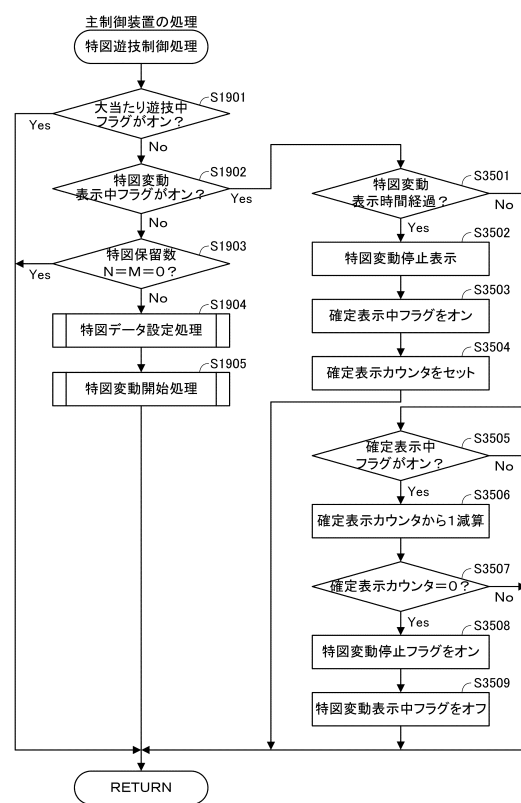 主制御装置の処理
特図遊技制御処理
S1901
大当たり遊技中
フラグがオン？
Yes
No
S1902
特図変動
表示中フラグがオン？
Yes
No
S1903
特図保留数
N＝M＝0？
Yes
No
S1904
特図データ設定処理
S1905
特図変動開始処理
S3501
特図変動
表示時間経過？
No
Yes
S3502
特図変動停止表示
S3503
確定表示中フラグをオン
S3504
確定表示カウンタをセット
S3505
確定表示中
フラグがオン？
No
Yes
S3506
確定表示カウンタから1減算
S3507
確定表示カウンタ＝0？
No
Yes
S3508
特図変動停止フラグをオン
S3509
特図変動表示中フラグをオフ
RETURN